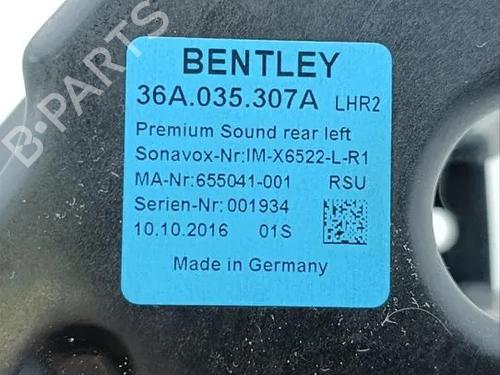 BENTLEY
36A.035.307A LHR2
Premium Sound rear left
Sonavox-Nr:IM-X6522-L-R1
MA-Nr:655041-001 RSU
Serien-Nr:001934
10.10.2016 01S
Made in Germany
B-PARTS
B-PARTS